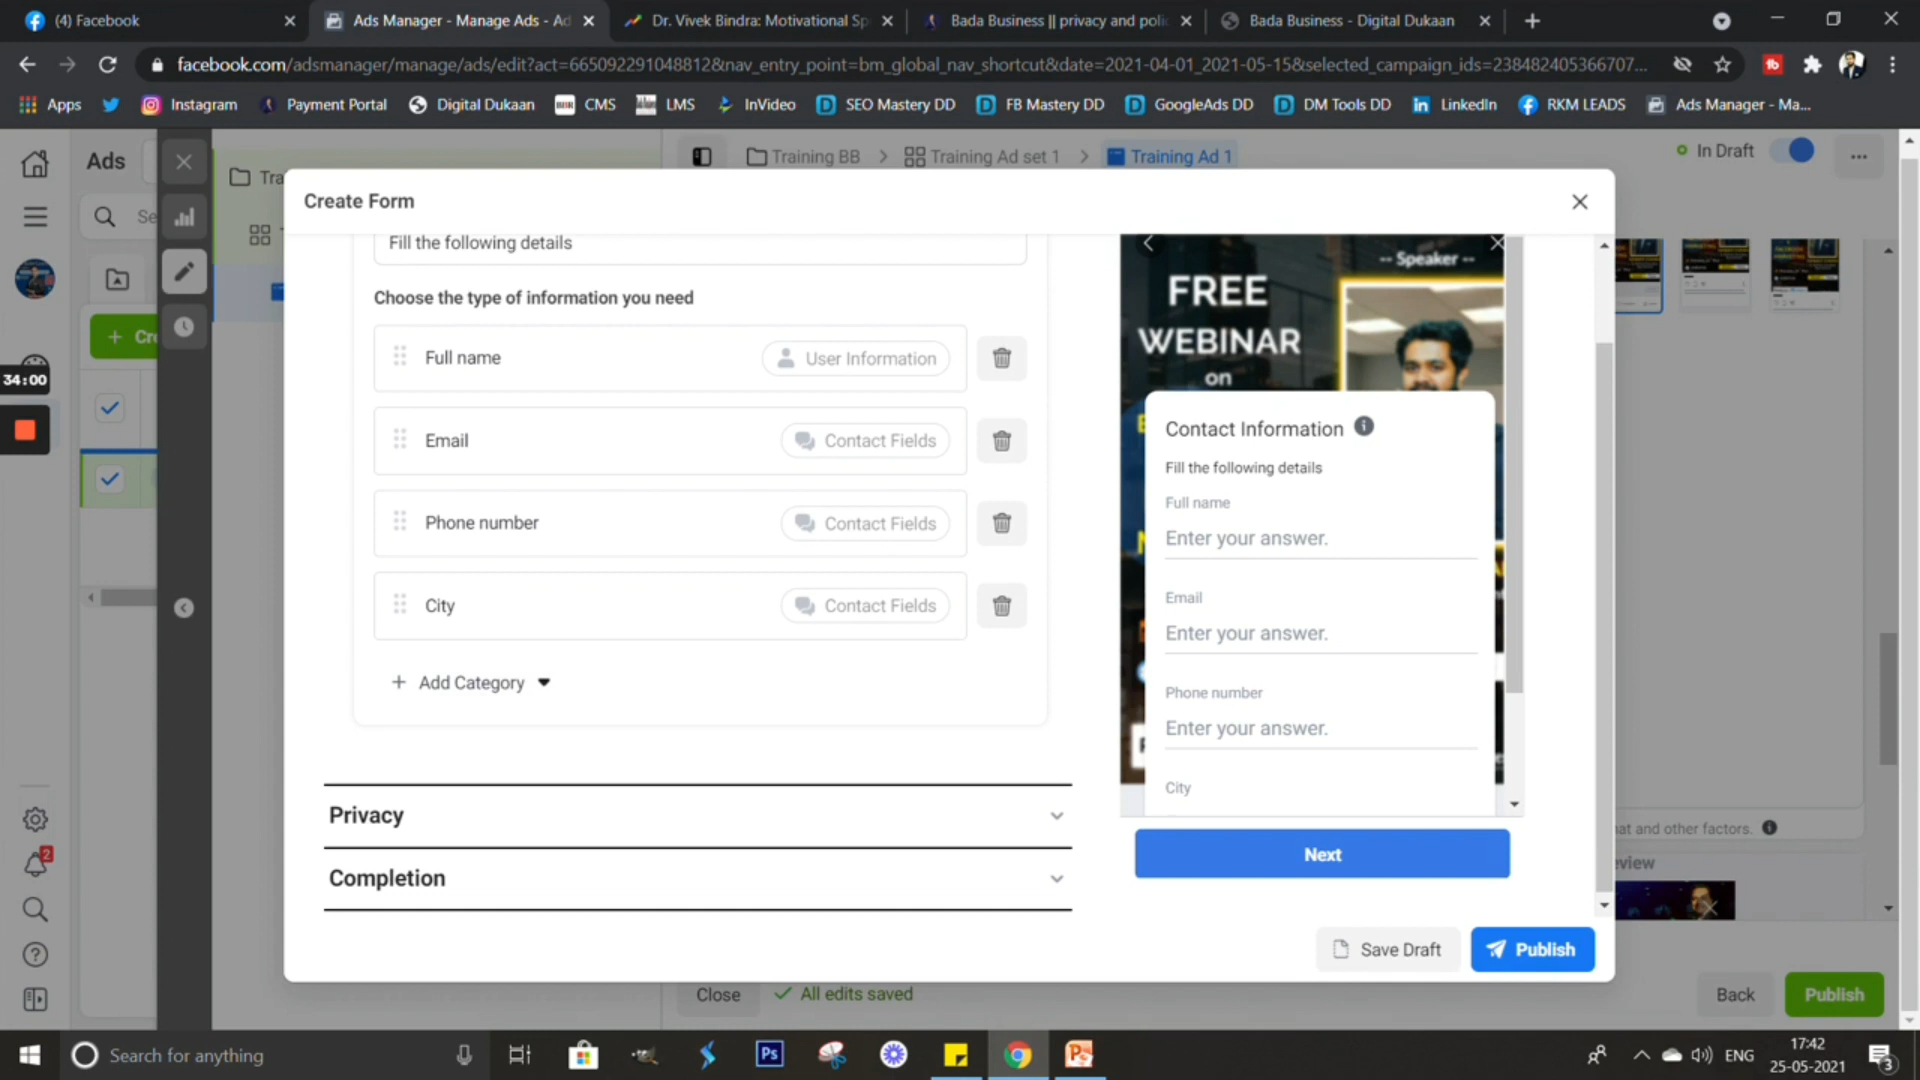 (4) Facebook
Ads Manager - Manage Ads - Ad
Dr. Vivek Bindra: Motivational Sp
Bada Business || privacy and polic
Bada Business - Digital Dukaan
facebook.com/adsmanager/manage/ads/edit?act=665092291048812&nav_entry_point=bm_global_nav_shortcut&date=2021-04-01_2021-05-15&selected_campaign_ids=238482405366707...
Apps
Instagram
Payment Portal
Digital Dukaan
CMS
LMS
InVideo
SEO Mastery DD
FB Mastery DD
GoogleAds DD
DM Tools DD
LinkedIn
RKM LEADS
Ads Manager - Ma...
Ads
Tra
Training BB
Training Ad set 1
Training Ad 1
In Draft
Se
Cre
34:00
Create Form
Fill the following details
Choose the type of information you need
Full name
User Information
Email
Contact Fields
Phone number
Contact Fields
City
Contact Fields
+ Add Category
Privacy
Completion
-- Speaker --
FREE
WEBINAR
on
Contact Information
Fill the following details
Full name
Enter your answer.
Email
Enter your answer.
Phone number
Enter your answer.
City
Next
Save Draft
Publish
and other factors.
eview
2
Close
All edits saved
Back
Publish
Search for anything
Ps
ENG
17:42
25-05-2021
3